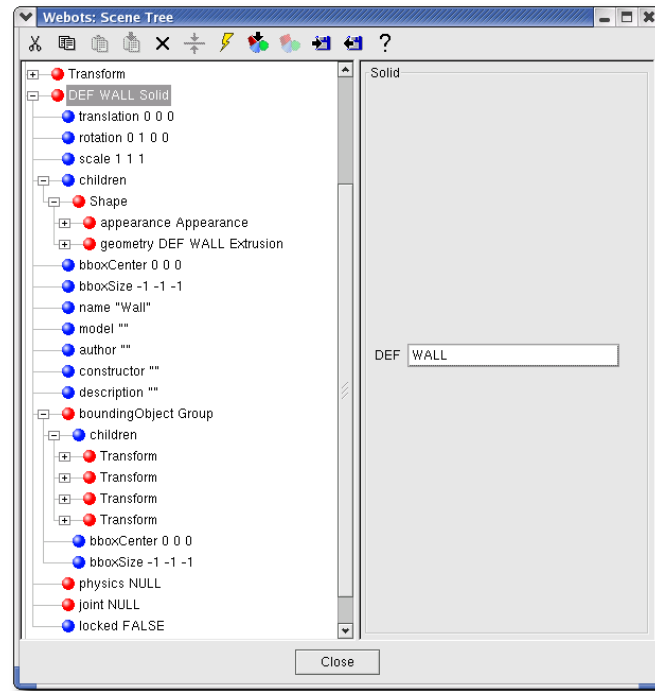 Webots: Scene Tree
?
Transform
DEF WALL Solid
translation 0 0 0
rotation 0 1 0 0
scale 1 1 1
children
Shape
appearance Appearance
geometry DEF WALL Extrusion
bboxCenter 0 0 0
bboxSize -1 -1 -1
name "Wall"
model ""
author ""
constructor ""
description ""
boundingObject Group
children
Transform
Transform
Transform
Transform
bboxCenter 0 0 0
bboxSize -1 -1 -1
physics NULL
joint NULL
locked FALSE
Solid
DEF WALL
Close